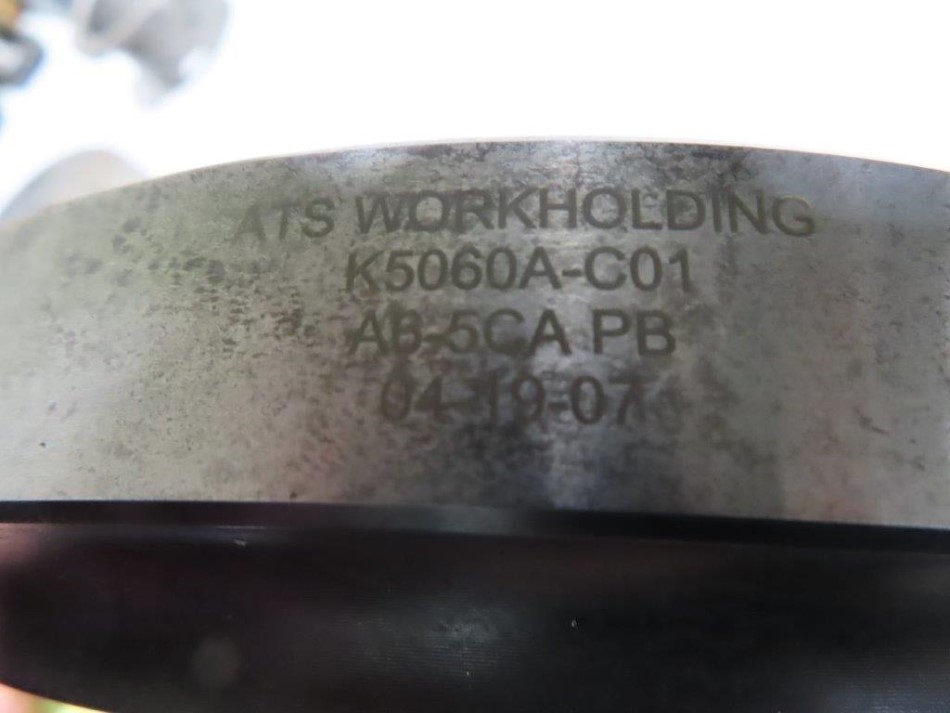 ATS WORKHOLDING
K5060A-C01
A6-5CA PB
04-19-07